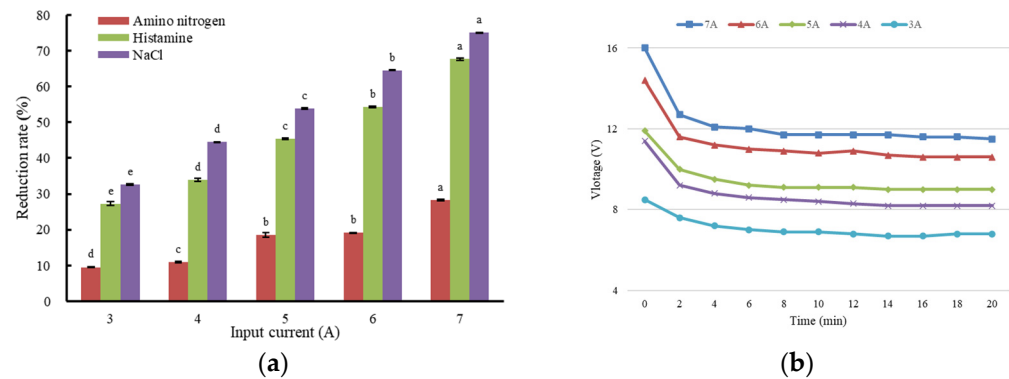 Amino nitrogen
Histamine
NaCl
Reduction rate (%)
80
70
60
50
40
30
20
10
0
d e e
c d d
b c c
b b b
a a a
3 4 5 6 7
Input current (A)
(a)
7A 6A 5A 4A 3A
Vlotage (V)
16
12
8
4
0 2 4 6 8 10 12 14 16 18 20
Time (min)
(b)